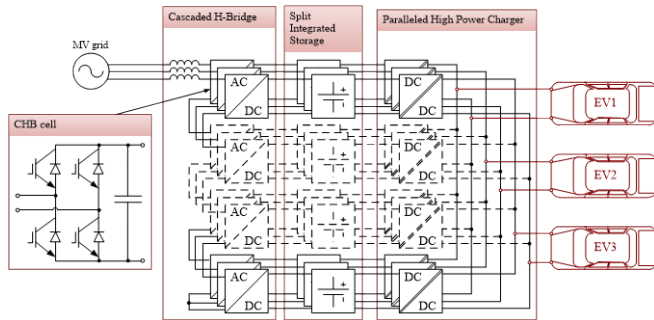 Cascaded H-Bridge
Split
Integrated
Storage
Paralleled High Power Charger
MV grid
AC
DC
+
DC
DC
EV1
CHB cell
AC
DC
+
DC
DC
EV2
AC
DC
+
DC
DC
EV3
AC
DC
+
DC
DC